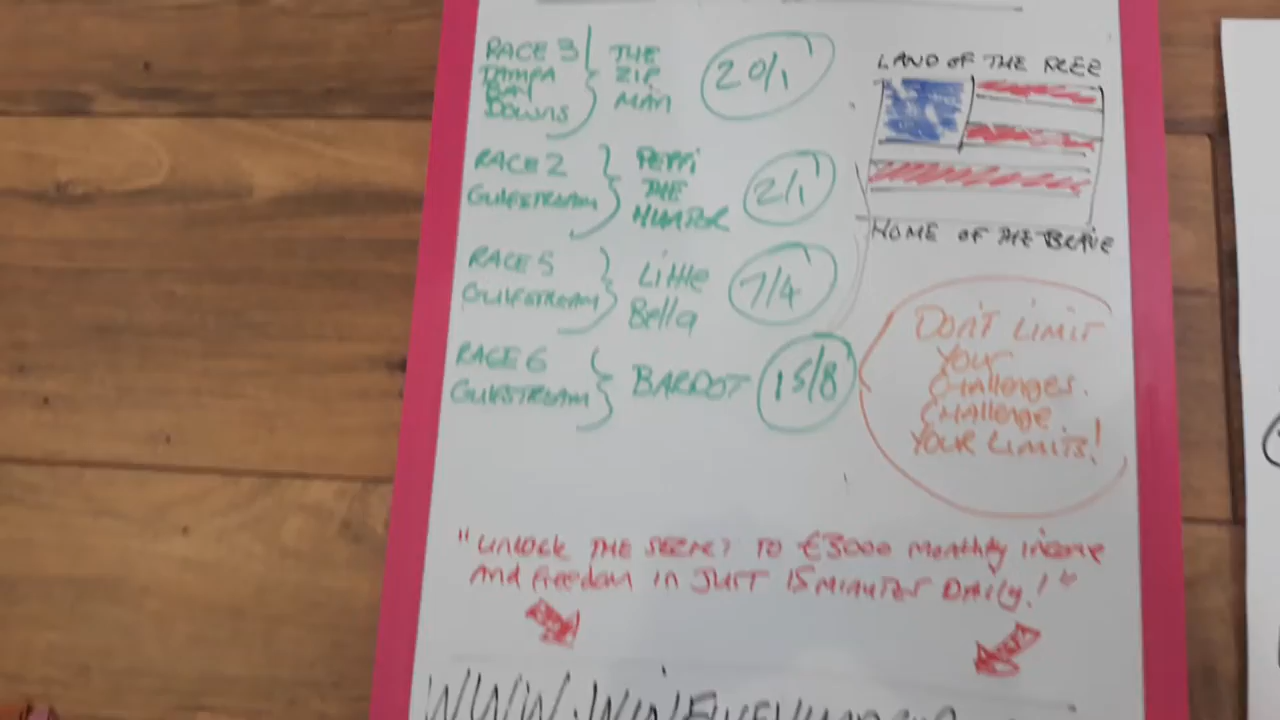 RACE 3
TAMPA
BAY
DOWNS
THE
ZIP
MAN
20/1
RACE 2
GULFSTREAM
PEPPI
THE
HUNTER
2/1
RACE 5
GULFSTREAM
Little
Bella
7/4
RACE 6
GULFSTREAM
BARDOT
15/8
LAND OF THE FREE
HOME OF THE BRAVE
DON'T LIMIT
YOUR
CHALLENGES.
CHALLENGE
YOUR LIMITS!
"UNLOCK THE SECRET TO €3000 Monthly income
AND Freedom IN JUST 15 MINUTES DAILY!"